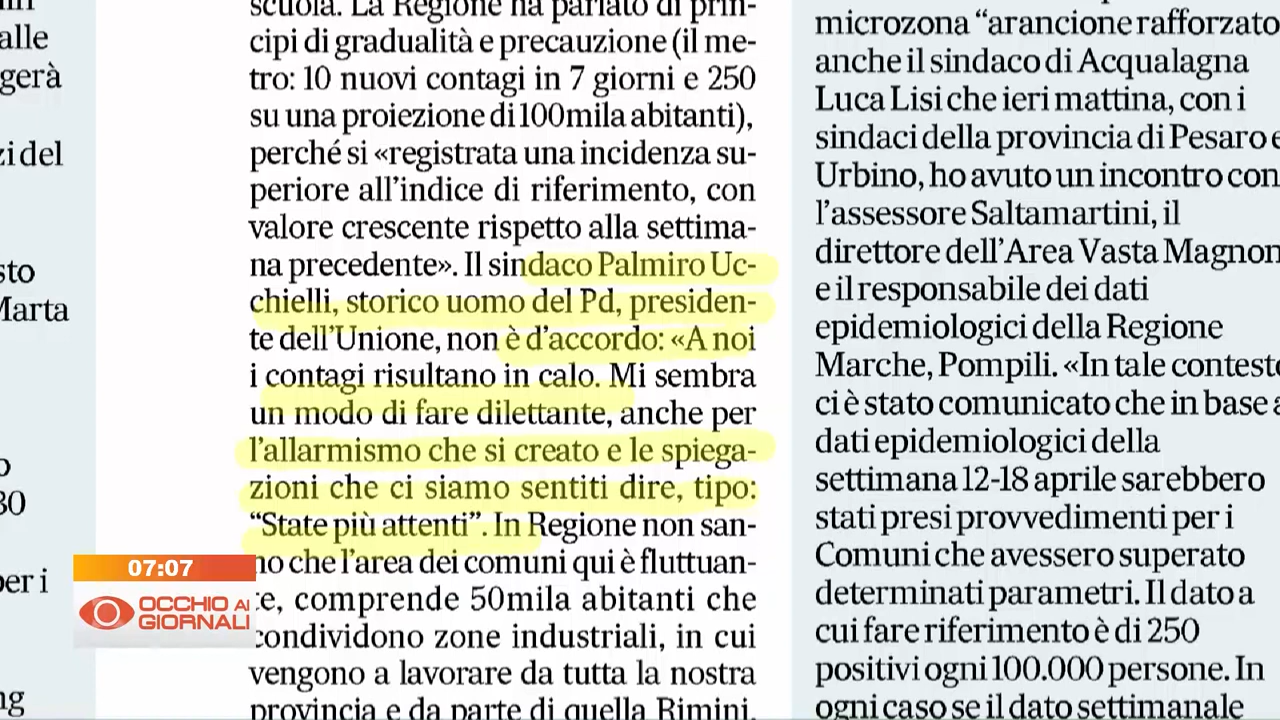 alle
gerà
zi del
sto
Marta
o
30
per i
ng
scuola. La Regione ha parlato di prin-
cipi di gradualità e precauzione (il me-
tro: 10 nuovi contagi in 7 giorni e 250
su una proiezione di 100mila abitanti),
perché si «registrata una incidenza su-
periore all'indice di riferimento, con
valore crescente rispetto alla settima-
na precedente». Il sindaco Palmiro Uc-
chielli, storico uomo del Pd, presiden-
te dell'Unione, non è d'accordo: «A noi
i contagi risultano in calo. Mi sembra
un modo di fare dilettante, anche per
l'allarmismo che si creato e le spiega-
zioni che ci siamo sentiti dire, tipo:
“State più attenti”. In Regione non san-
no che l'area dei comuni qui è fluttuan-
te, comprende 50mila abitanti che
condividono zone industriali, in cui
vengono a lavorare da tutta la nostra
provincia e da parte di quella Rimini.
microzona “arancione rafforzato
anche il sindaco di Acqualagna
Luca Lisi che ieri mattina, con i
sindaci della provincia di Pesaro e
Urbino, ho avuto un incontro con
l'assessore Saltamartini, il
direttore dell'Area Vasta Magnon
e il responsabile dei dati
epidemiologici della Regione
Marche, Pompili. «In tale contesto
ci è stato comunicato che in base a
dati epidemiologici della
settimana 12-18 aprile sarebbero
stati presi provvedimenti per i
Comuni che avessero superato
determinati parametri. Il dato a
cui fare riferimento è di 250
positivi ogni 100.000 persone. In
ogni caso se il dato settimanale
07:07
OCCHIO AI
GIORNALI